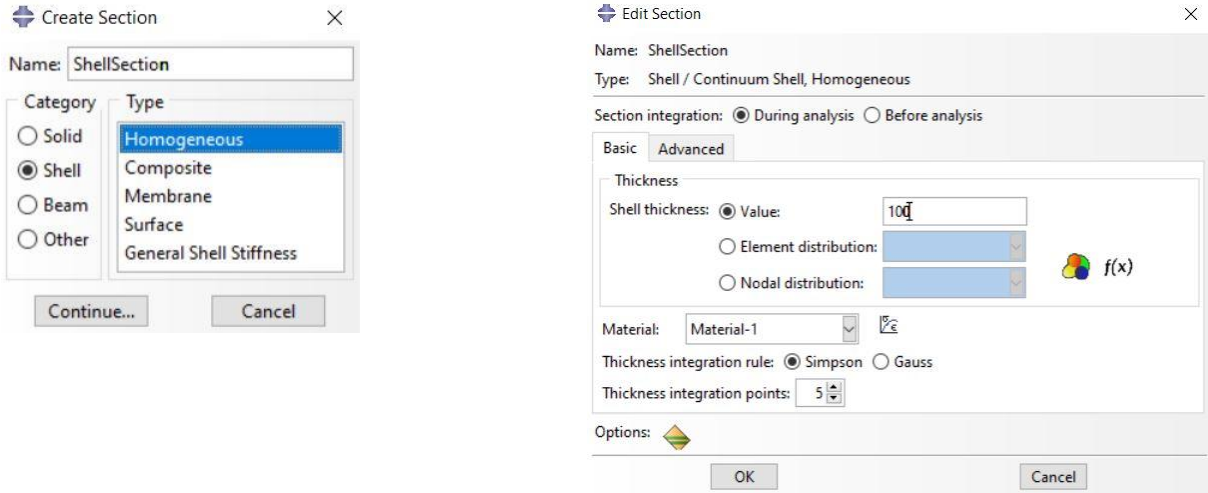 Create Section
Name: ShellSection
Category
Type
Solid
Shell
Beam
Other
Homogeneous
Composite
Membrane
Surface
General Shell Stiffness
Continue...
Cancel
Edit Section
Name: ShellSection
Type: Shell / Continuum Shell, Homogeneous
Section integration: During analysis Before analysis
Basic Advanced
Thickness
Shell thickness: Value: 100
Element distribution:
Nodal distribution:
f(x)
Material: Material-1
Thickness integration rule: Simpson Gauss
Thickness integration points: 5
Options:
OK
Cancel